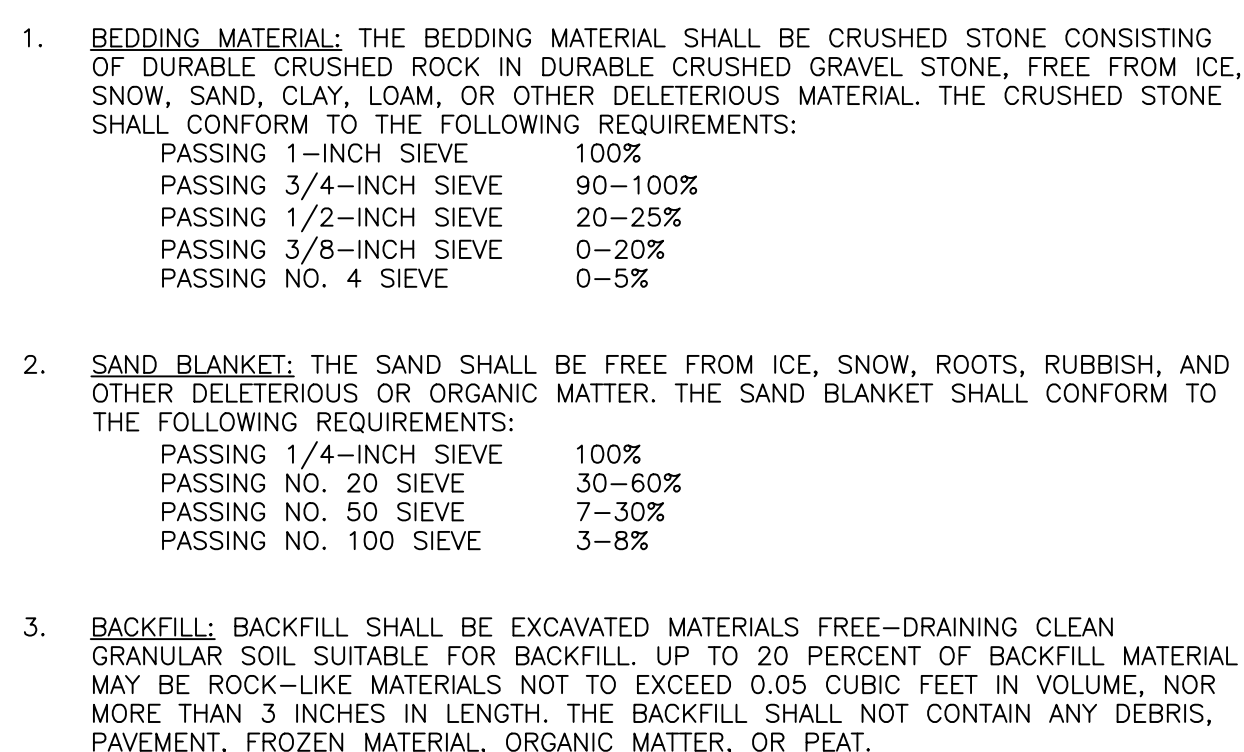 1. BEDDING MATERIAL: THE BEDDING MATERIAL SHALL BE CRUSHED STONE CONSISTING
OF DURABLE CRUSHED ROCK IN DURABLE CRUSHED GRAVEL STONE, FREE FROM ICE,
SNOW, SAND, CLAY, LOAM, OR OTHER DELETERIOUS MATERIAL. THE CRUSHED STONE
SHALL CONFORM TO THE FOLLOWING REQUIREMENTS:
PASSING 1-INCH SIEVE 100%
PASSING 3/4-INCH SIEVE 90-100%
PASSING 1/2-INCH SIEVE 20-25%
PASSING 3/8-INCH SIEVE 0-20%
PASSING NO. 4 SIEVE 0-5%
2. SAND BLANKET: THE SAND SHALL BE FREE FROM ICE, SNOW, ROOTS, RUBBISH, AND
OTHER DELETERIOUS OR ORGANIC MATTER. THE SAND BLANKET SHALL CONFORM TO
THE FOLLOWING REQUIREMENTS:
PASSING 1/4-INCH SIEVE 100%
PASSING NO. 20 SIEVE 30-60%
PASSING NO. 50 SIEVE 7-30%
PASSING NO. 100 SIEVE 3-8%
3. BACKFILL: BACKFILL SHALL BE EXCAVATED MATERIALS FREE-DRAINING CLEAN
GRANULAR SOIL SUITABLE FOR BACKFILL. UP TO 20 PERCENT OF BACKFILL MATERIAL
MAY BE ROCK-LIKE MATERIALS NOT TO EXCEED 0.05 CUBIC FEET IN VOLUME, NOR
MORE THAN 3 INCHES IN LENGTH. THE BACKFILL SHALL NOT CONTAIN ANY DEBRIS,
PAVEMENT, FROZEN MATERIAL, ORGANIC MATTER, OR PEAT.